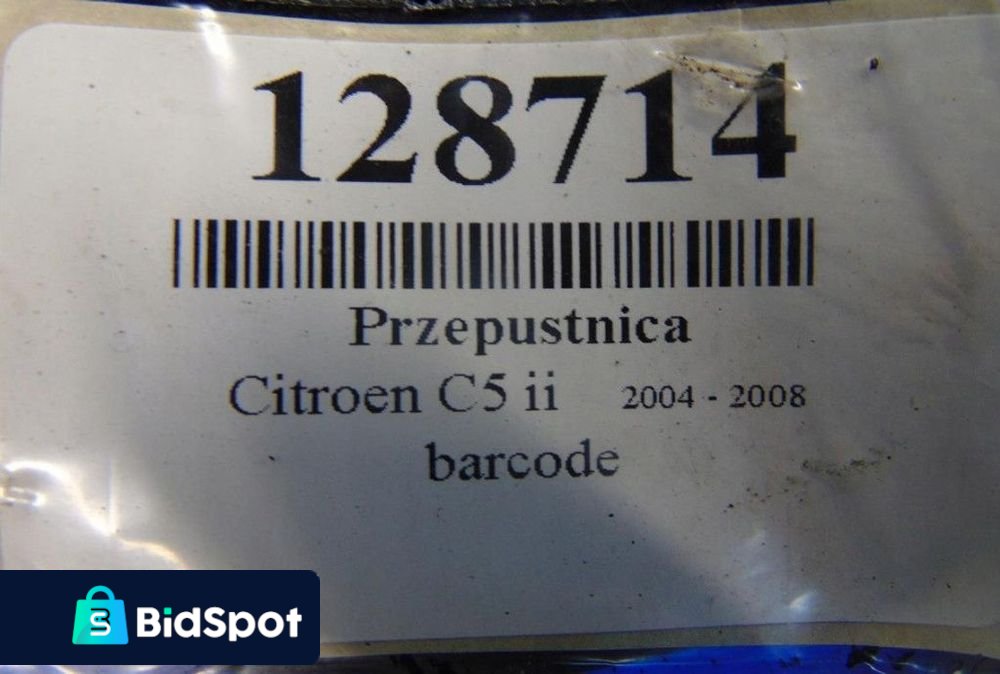 128714
Przepustnica
Citroen C5 ii 2004 - 2008
barcode
BidSpot